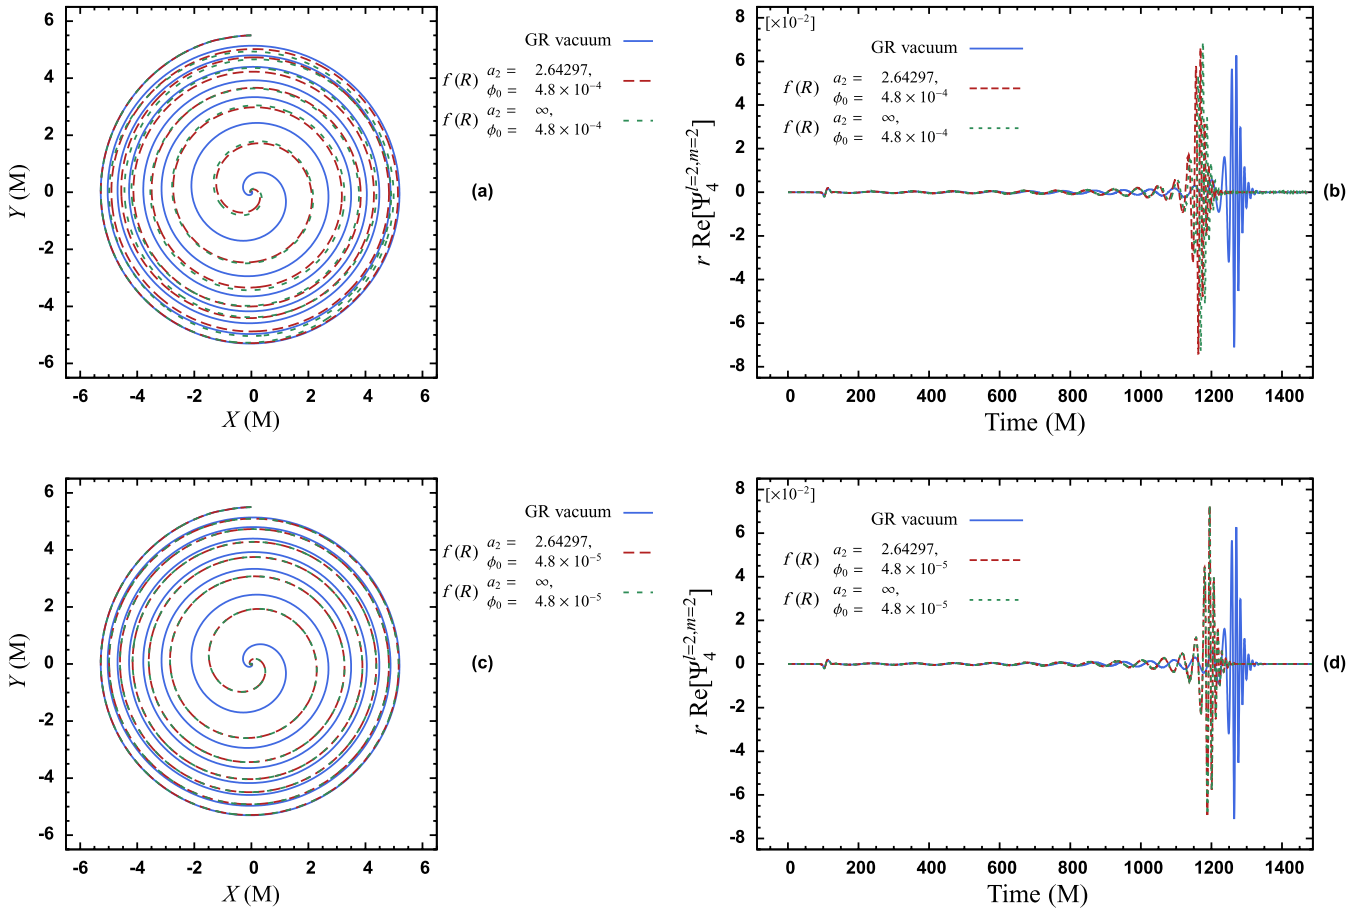 6
4
2
0
-2
-4
-6
Y (M)
-6 -4 -2 0 2 4 6
X (M)
GR vacuum
f (R) a₂ = 2.64297,
ϕ₀ = 4.8 × 10⁻⁴
f (R) a₂ = ∞,
ϕ₀ = 4.8 × 10⁻⁴
(a)
[×10⁻²]
8
6
4
2
0
-2
-4
-6
-8
r Re[Ψ₄^{l=2,m=2}]
0 200 400 600 800 1000 1200 1400
Time (M)
GR vacuum
f (R) a₂ = 2.64297,
ϕ₀ = 4.8 × 10⁻⁴
f (R) a₂ = ∞,
ϕ₀ = 4.8 × 10⁻⁴
(b)
6
4
2
0
-2
-4
-6
Y (M)
-6 -4 -2 0 2 4 6
X (M)
GR vacuum
f (R) a₂ = 2.64297,
ϕ₀ = 4.8 × 10⁻⁵
f (R) a₂ = ∞,
ϕ₀ = 4.8 × 10⁻⁵
(c)
[×10⁻²]
8
6
4
2
0
-2
-4
-6
-8
r Re[Ψ₄^{l=2,m=2}]
0 200 400 600 800 1000 1200 1400
Time (M)
GR vacuum
f (R) a₂ = 2.64297,
ϕ₀ = 4.8 × 10⁻⁵
f (R) a₂ = ∞,
ϕ₀ = 4.8 × 10⁻⁵
(d)